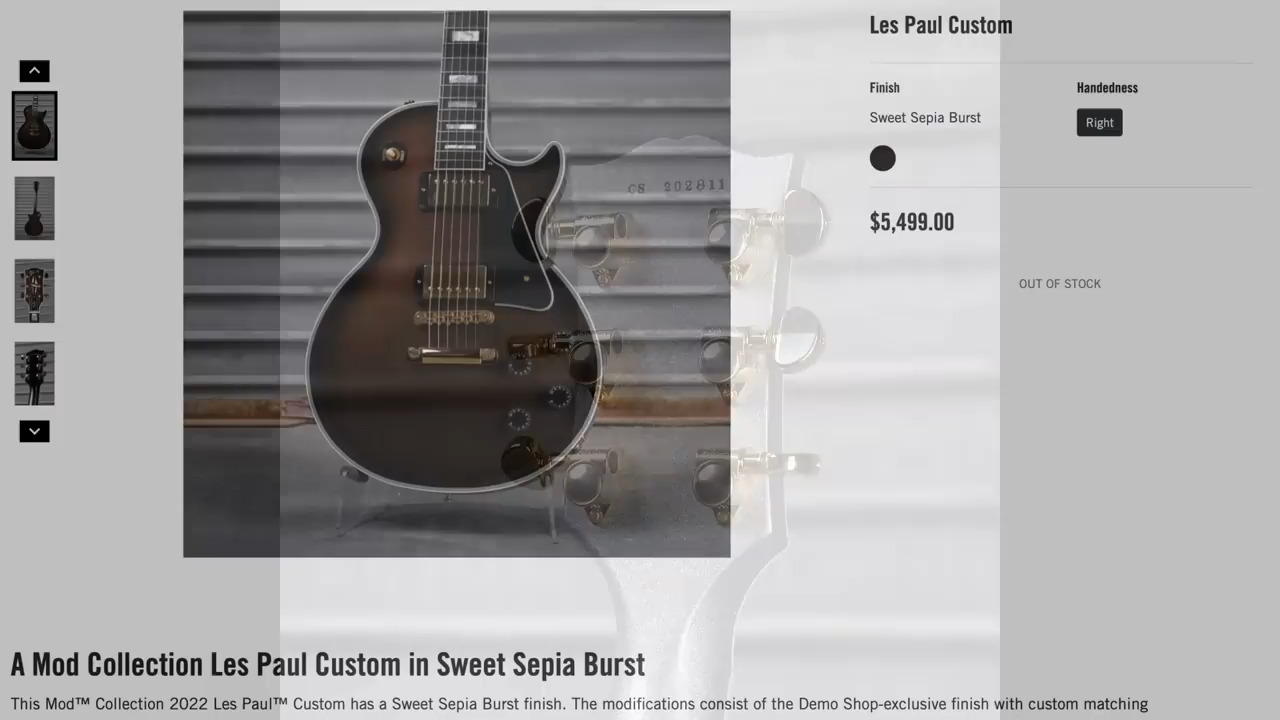 Les Paul Custom
Finish
Handedness
Sweet Sepia Burst
Right
CS 202811
$5,499.00
OUT OF STOCK
A Mod Collection Les Paul Custom in Sweet Sepia Burst
This Mod™ Collection 2022 Les Paul™ Custom has a Sweet Sepia Burst finish. The modifications consist of the Demo Shop-exclusive finish with custom matching